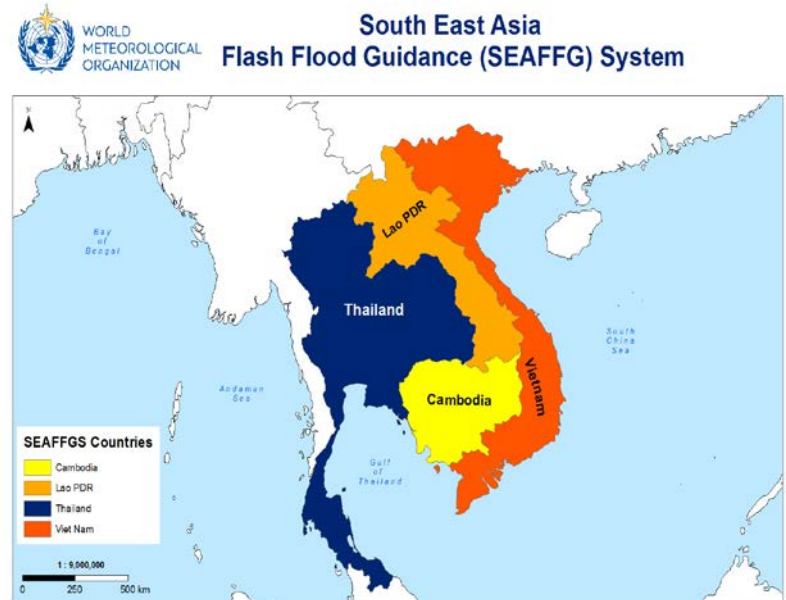 WORLD
METEOROLOGICAL
ORGANIZATION
South East Asia
Flash Flood Guidance (SEAFFG) System
N
Bay
of
Bengal
Lao PDR
Thailand
South
China
Sea
Vietnam
Andaman
Sea
Cambodia
Gulf
of
Thailand
SEAFFGS Countries
Cambodia
Lao PDR
Thailand
Viet Nam
1 : 9,000,000
0 250 500 km